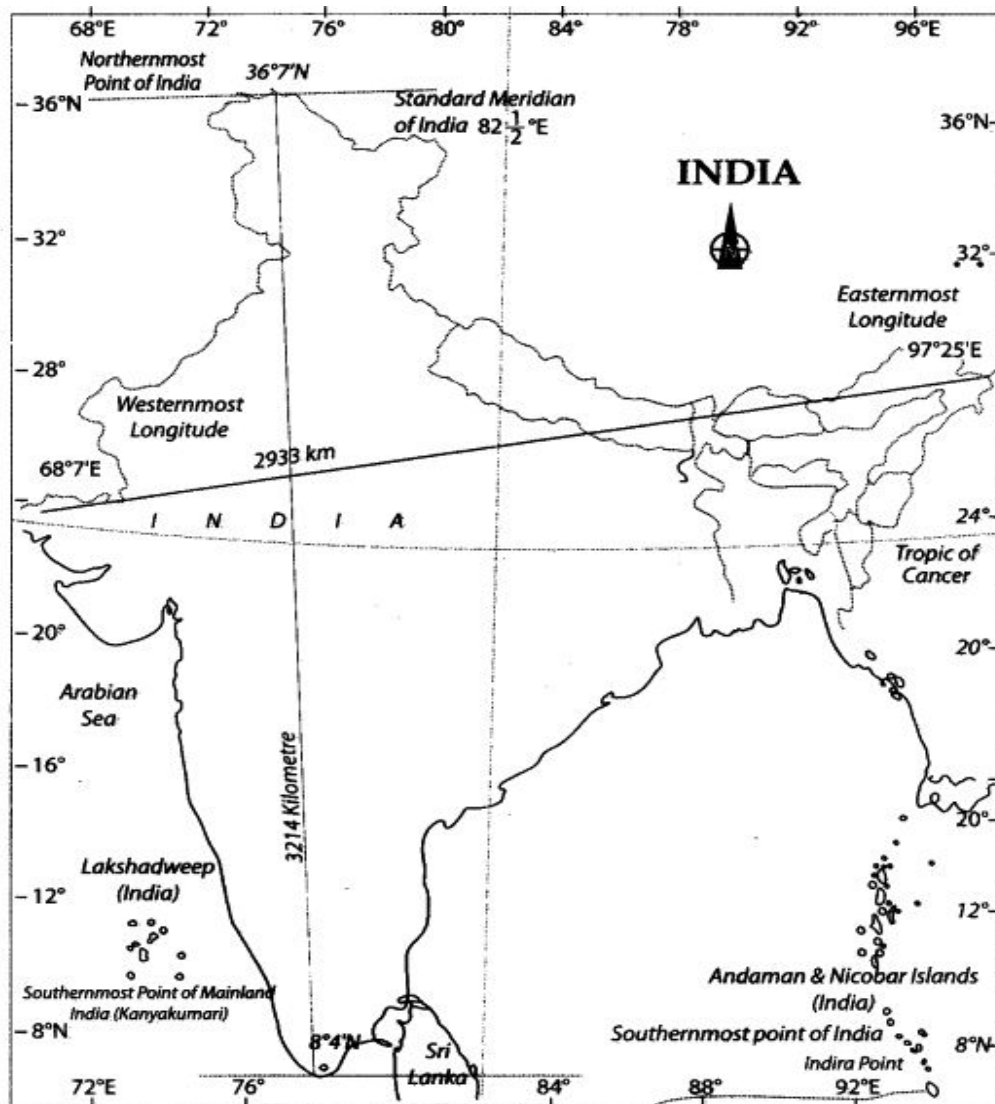 68°E 72° 76° 84° 78° 92° 96°E
Northernmost
Point of India
36°7'N
36°N
Standard Meridian
of India 82 1/2 °E
36°N
INDIA
32°
32°
Easternmost
Longitude
97°25'E
28°
Westernmost
Longitude
2933 km
68°7'E
I N D I A
24°
Tropic of
Cancer
20°
20°
Arabian
Sea
16°
3214 Kilometre
20°
Lakshadweep
(India)
12°
12°
Andaman & Nicobar Islands
(India)
Southernmost Point of Mainland
India (Kanyakumari)
8°N
8°4'N
Sri
Lanka
Southernmost point of India
8°N
Indira Point
72°E 76° 84° 88° 92°E